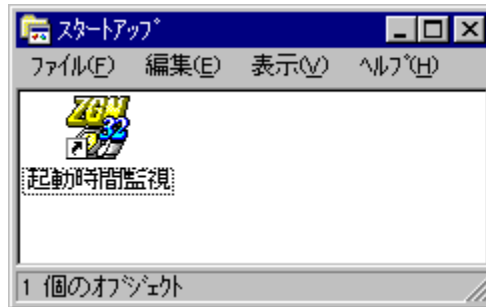 スタートアップ
ファイル(F) 編集(E) 表示(V) ヘルプ(H)
ZGM
32
起動時間監視
1 個のオブジェクト